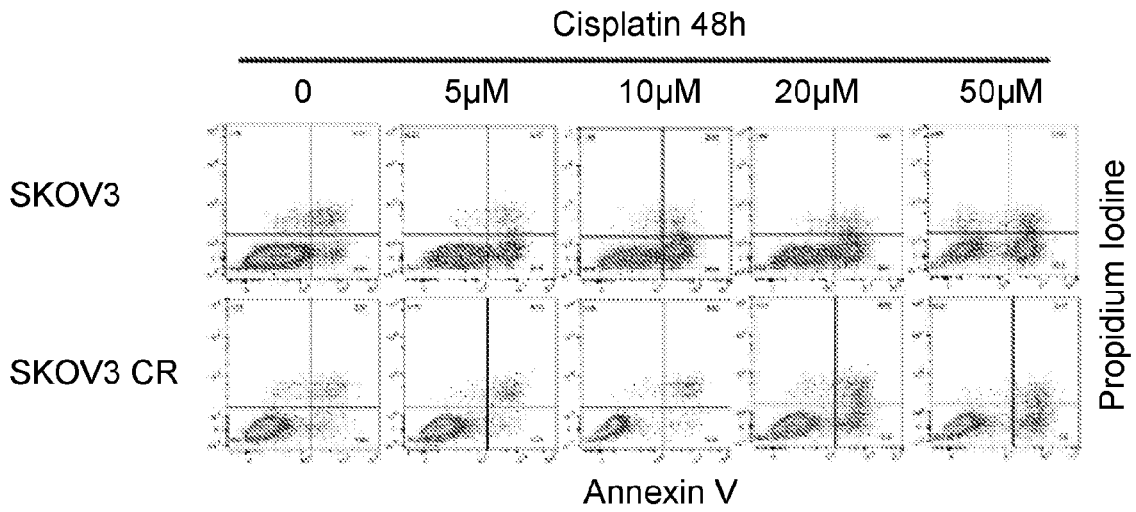 Cisplatin 48h
0 5µM 10µM 20µM 50µM
SKOV3
SKOV3 CR
Propidium Iodine
Annexin V